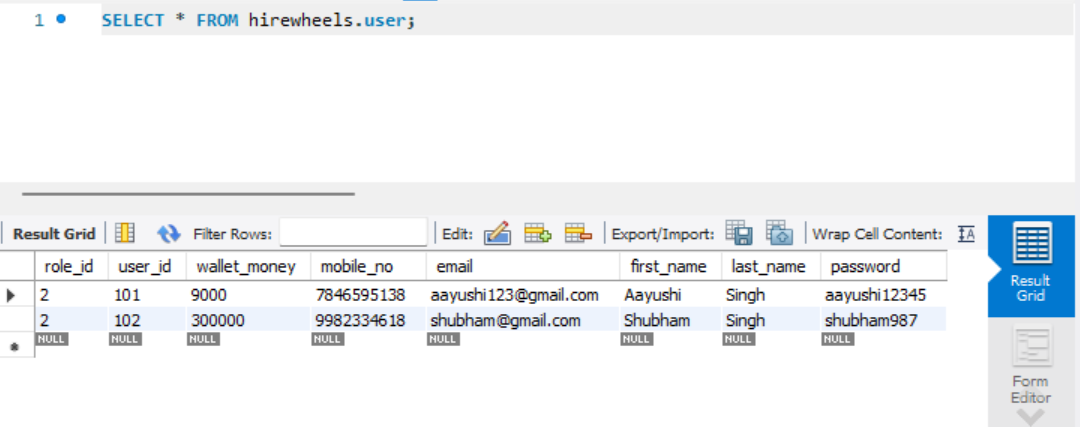 1 SELECT * FROM hirewheels.user;
Result Grid Filter Rows: Edit: Export/Import: Wrap Cell Content:
role_id user_id wallet_money mobile_no email first_name last_name password
2 101 9000 7846595138 aayushi123@gmail.com Aayushi Singh aayushi12345
2 102 300000 9982334618 shubham@gmail.com Shubham Singh shubham987
NULL NULL NULL NULL NULL NULL NULL NULL
Result
Grid
Form
Editor